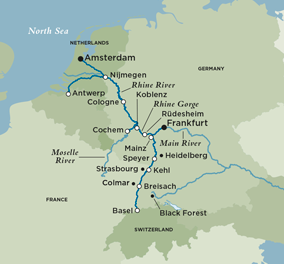 North Sea
NETHERLANDS
Amsterdam
GERMANY
Nijmegen
Rhine River
Antwerp
Koblenz
Cologne
Rhine Gorge
Rüdesheim
Cochem
Frankfurt
Mainz
Main River
Moselle
River
Speyer
Heidelberg
Strasbourg
Kehl
Colmar
Breisach
FRANCE
Basel
Black Forest
SWITZERLAND